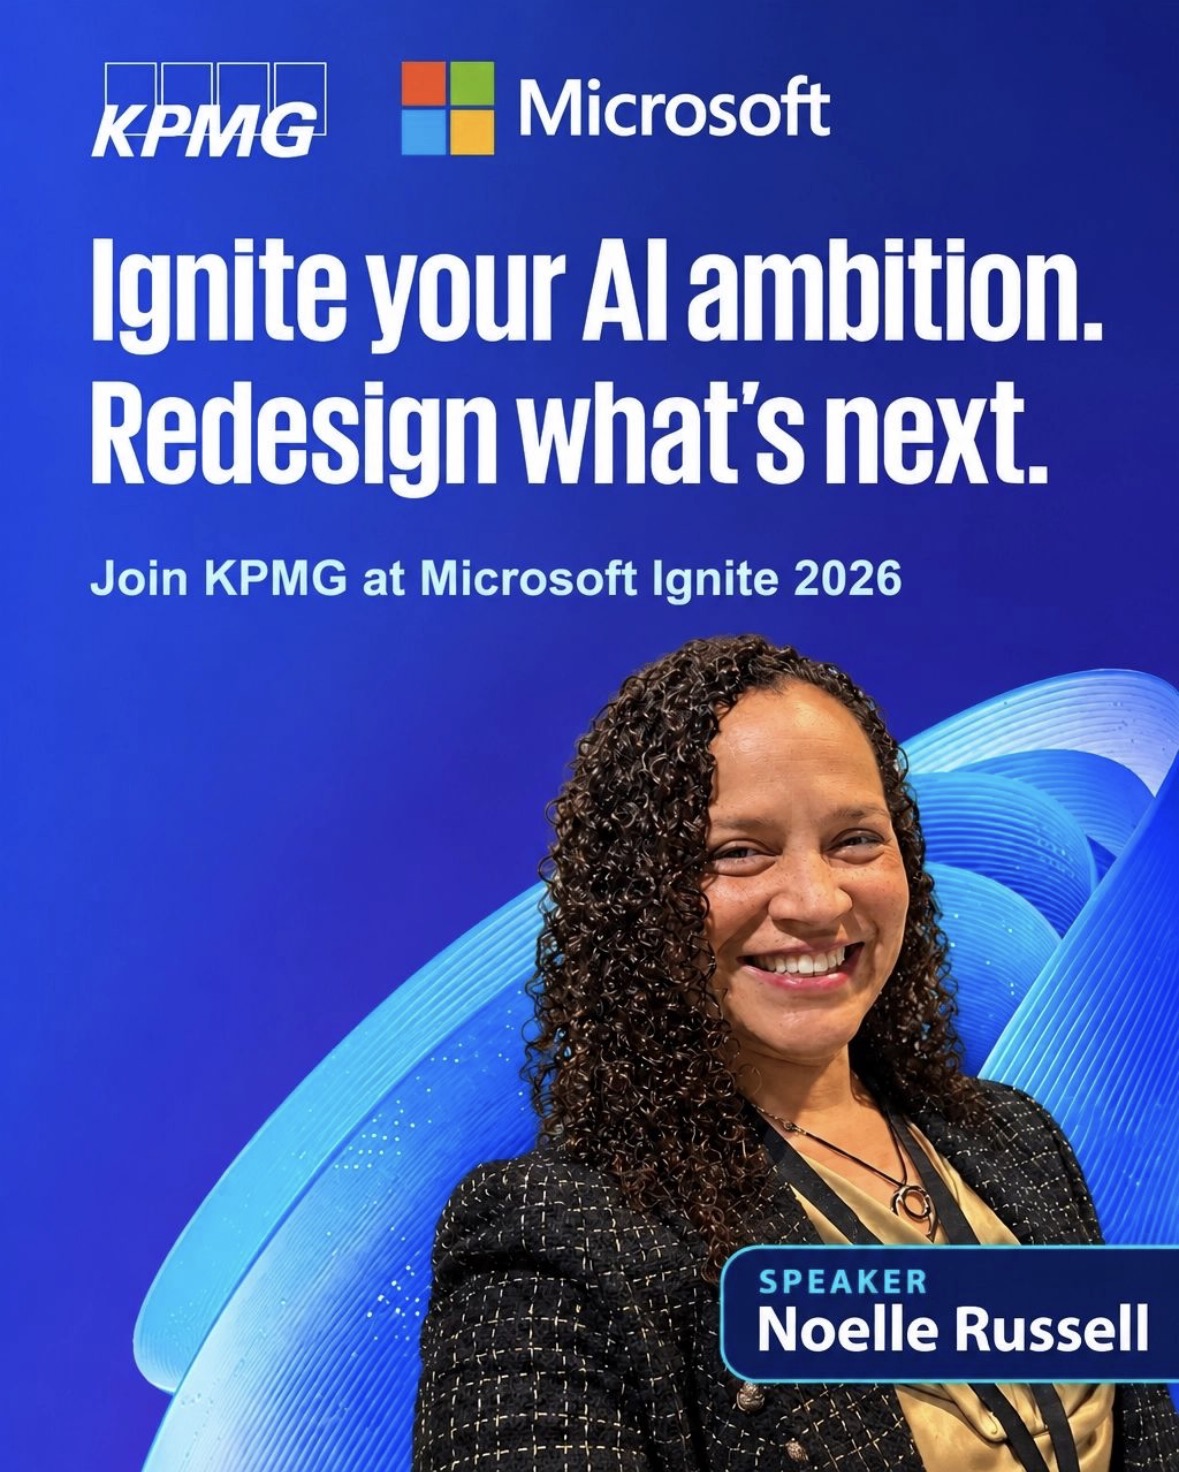 KPMG Microsoft
Ignite your AI ambition.
Redesign what's next.
Join KPMG at Microsoft Ignite 2026
SPEAKER
Noelle Russell